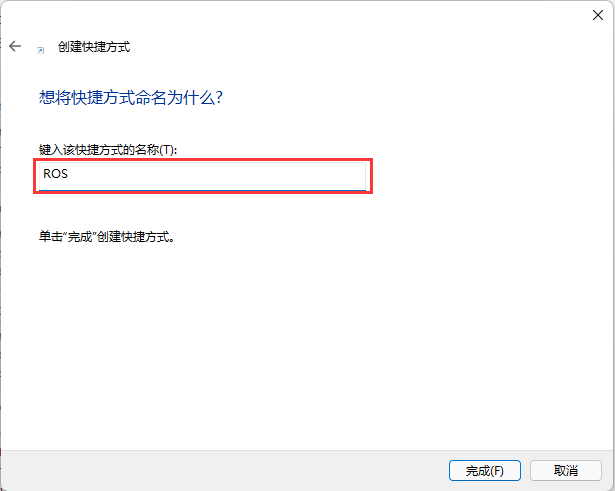 创建快捷方式
想将快捷方式命名为什么?
键入该快捷方式的名称(T):
ROS
单击“完成”创建快捷方式。
完成(F)
取消